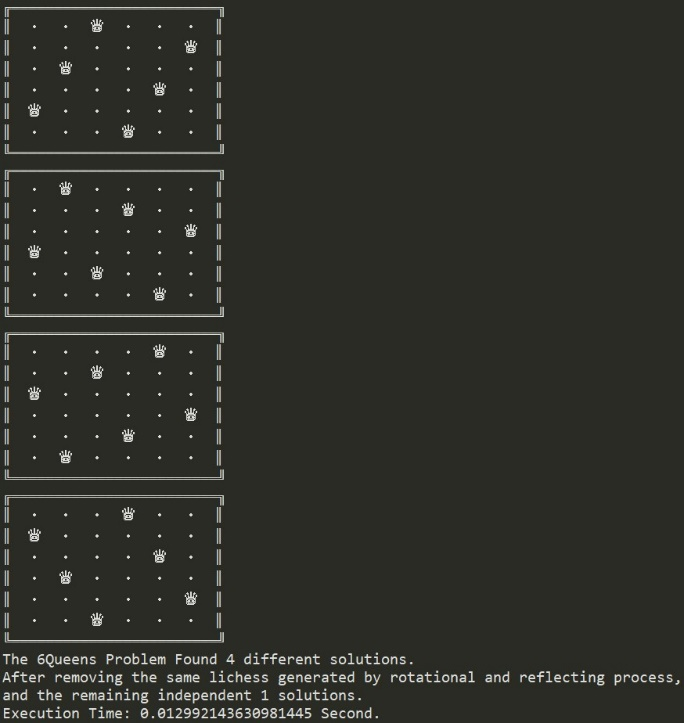 The 6Queens Problem Found 4 different solutions.
After removing the same lichess generated by rotational and reflecting process,
and the remaining independent 1 solutions.
Execution Time: 0.012992143630981445 Second.